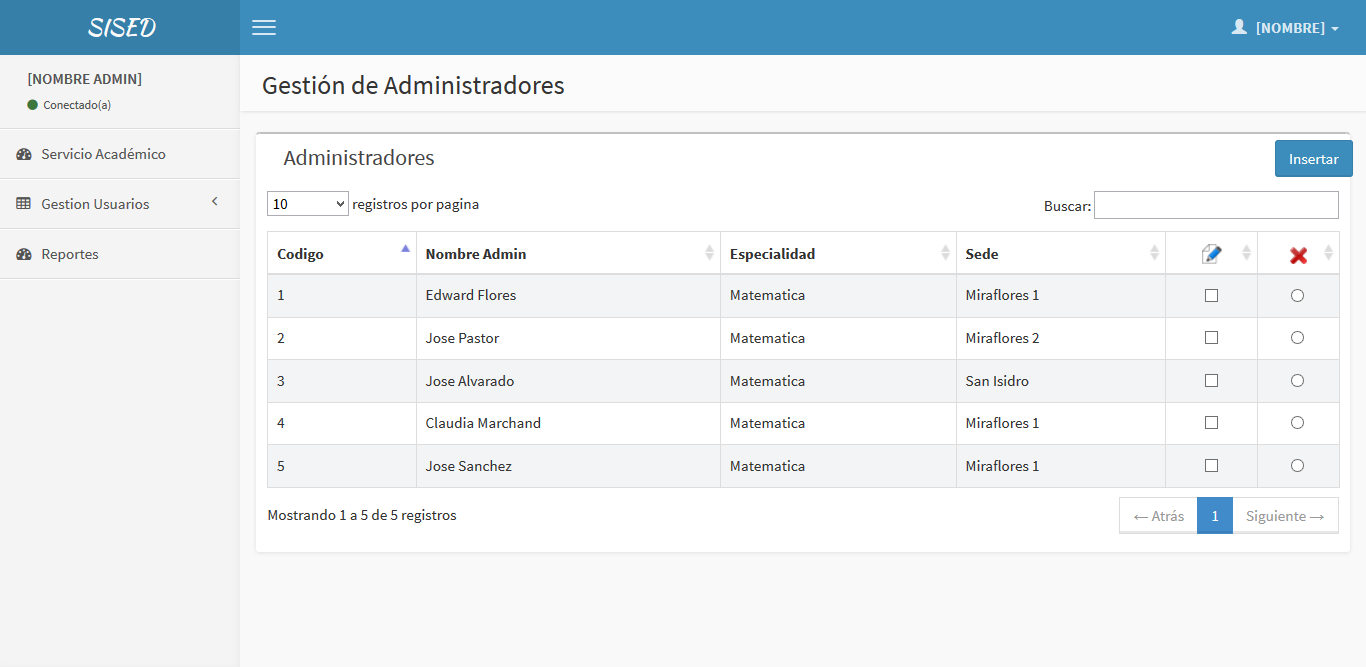 SISED
[NOMBRE]
[NOMBRE ADMIN]
Conectado(a)
Servicio Académico
Gestion Usuarios
Reportes
Gestión de Administradores
Administradores
Insertar
10 registros por pagina
Buscar:
Codigo Nombre Admin Especialidad Sede
1 Edward Flores Matematica Miraflores 1
2 Jose Pastor Matematica Miraflores 2
3 Jose Alvarado Matematica San Isidro
4 Claudia Marchand Matematica Miraflores 1
5 Jose Sanchez Matematica Miraflores 1
Mostrando 1 a 5 de 5 registros
← Atrás 1 Siguiente →